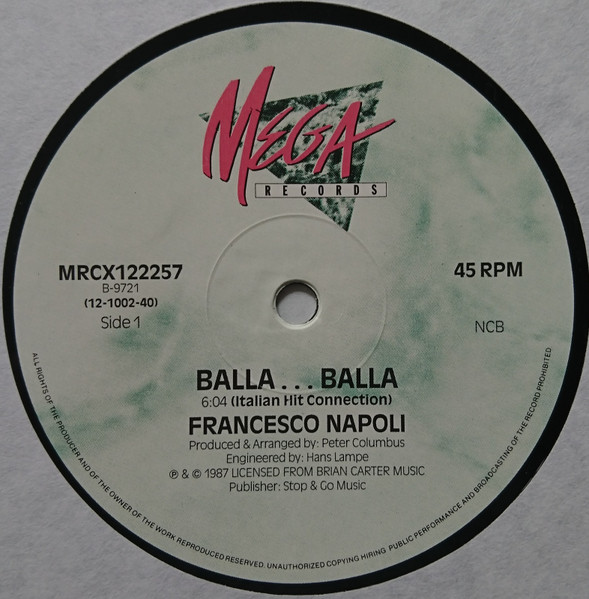 MEGA
RECORDS
MRCX122257
B-9721
(12-1002-40)
Side 1
45 RPM
NCB
BALLA... BALLA
6:04 (Italian Hit Connection)
FRANCESCO NAPOLI
Produced & Arranged by: Peter Columbus
Engineered by: Hans Lampe
℗ & © 1987 LICENSED FROM BRIAN CARTER MUSIC
Publisher: Stop & Go Music
ALL RIGHTS OF THE PRODUCER AND OF THE OWNER OF THE WORK REPRODUCED RESERVED. UNAUTHORIZED COPYING HIRING PUBLIC PERFORMANCE AND BROADCASTING OF THE RECORD PROHIBITED